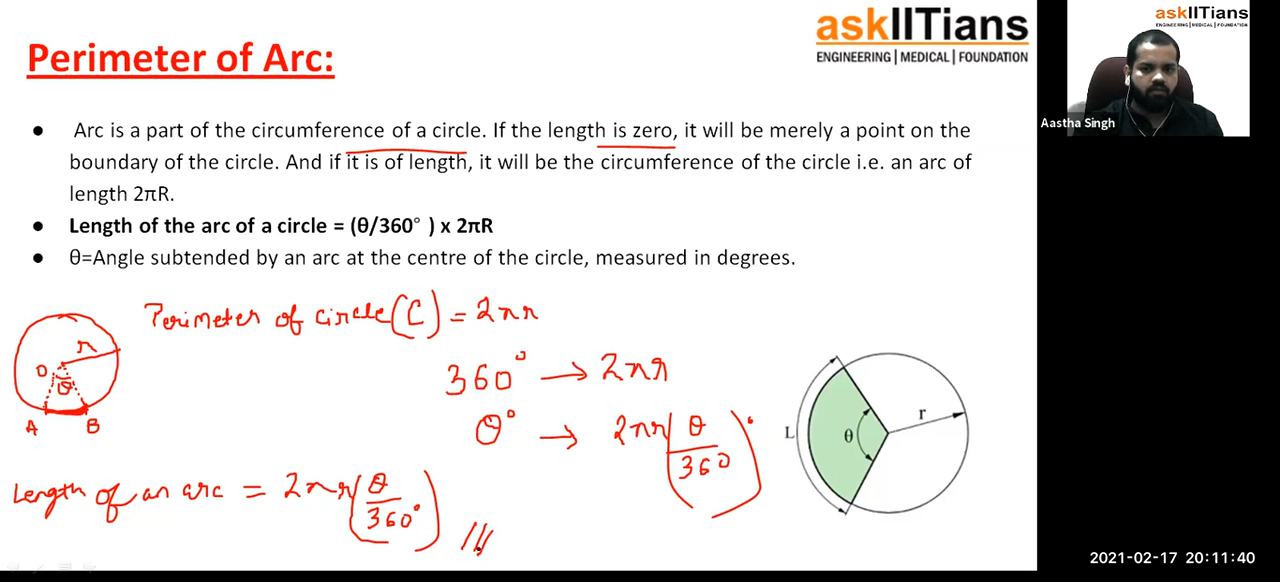 Perimeter of Arc:
askIITians
ENGINEERING | MEDICAL | FOUNDATION
askIITians
ENGINEERING | MEDICAL | FOUNDATION
Aastha Singh
● Arc is a part of the circumference of a circle. If the length is zero, it will be merely a point on the
boundary of the circle. And if it is of length, it will be the circumference of the circle i.e. an arc of
length 2πR.
● Length of the arc of a circle = (θ/360° ) x 2πR
● θ=Angle subtended by an arc at the centre of the circle, measured in degrees.
Perimeter of circle (C) = 2πr
r
O
θ
A B
360° → 2πr
θ° → 2πr(θ/360)°
Length of an arc = 2πr(θ/360°)
L
θ
r
2021-02-17 20:11:40